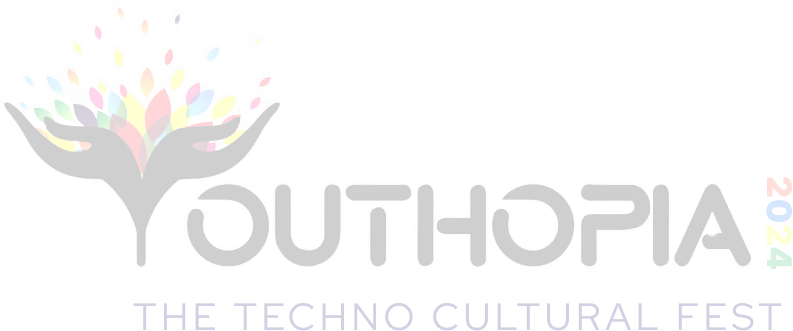 YOUTHOPIA
2024
THE TECHNO CULTURAL FEST